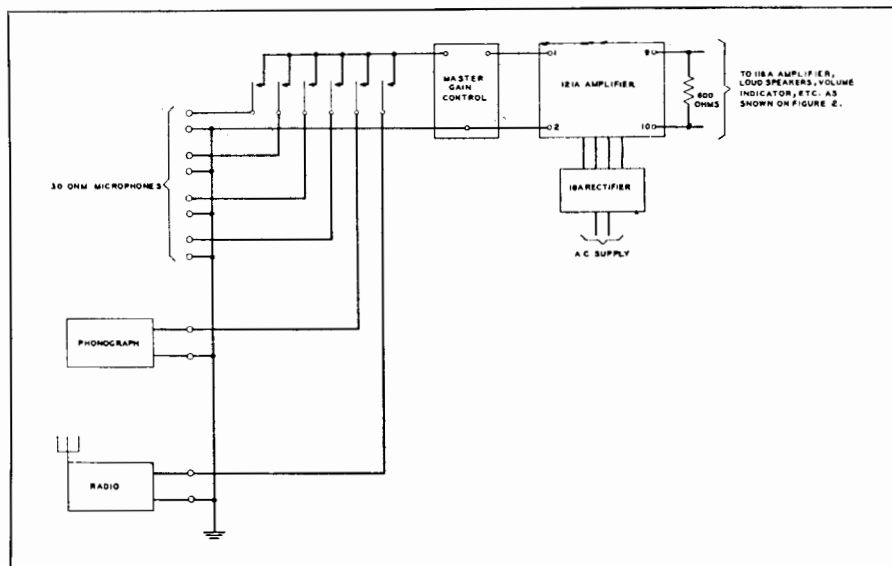 MASTER
GAIN
CONTROL
1
2
121A AMPLIFIER
9
10
600
OHMS
TO 118A AMPLIFIER,
LOUD SPEAKERS, VOLUME
INDICATOR, ETC. AS
SHOWN ON FIGURE 2.
18A RECTIFIER
AC SUPPLY
30 OHM MICROPHONES
PHONOGRAPH
RADIO